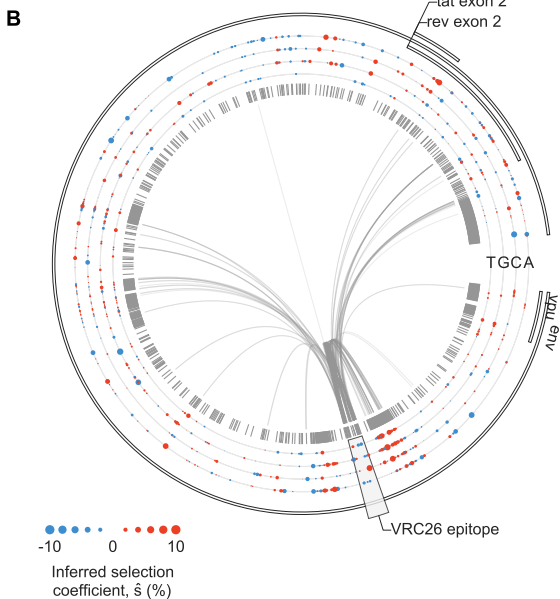 B
tat exon 2
rev exon 2
TGCA
vpu
env
VRC26 epitope
-10 0 10
Inferred selection
coefficient, ŝ (%)